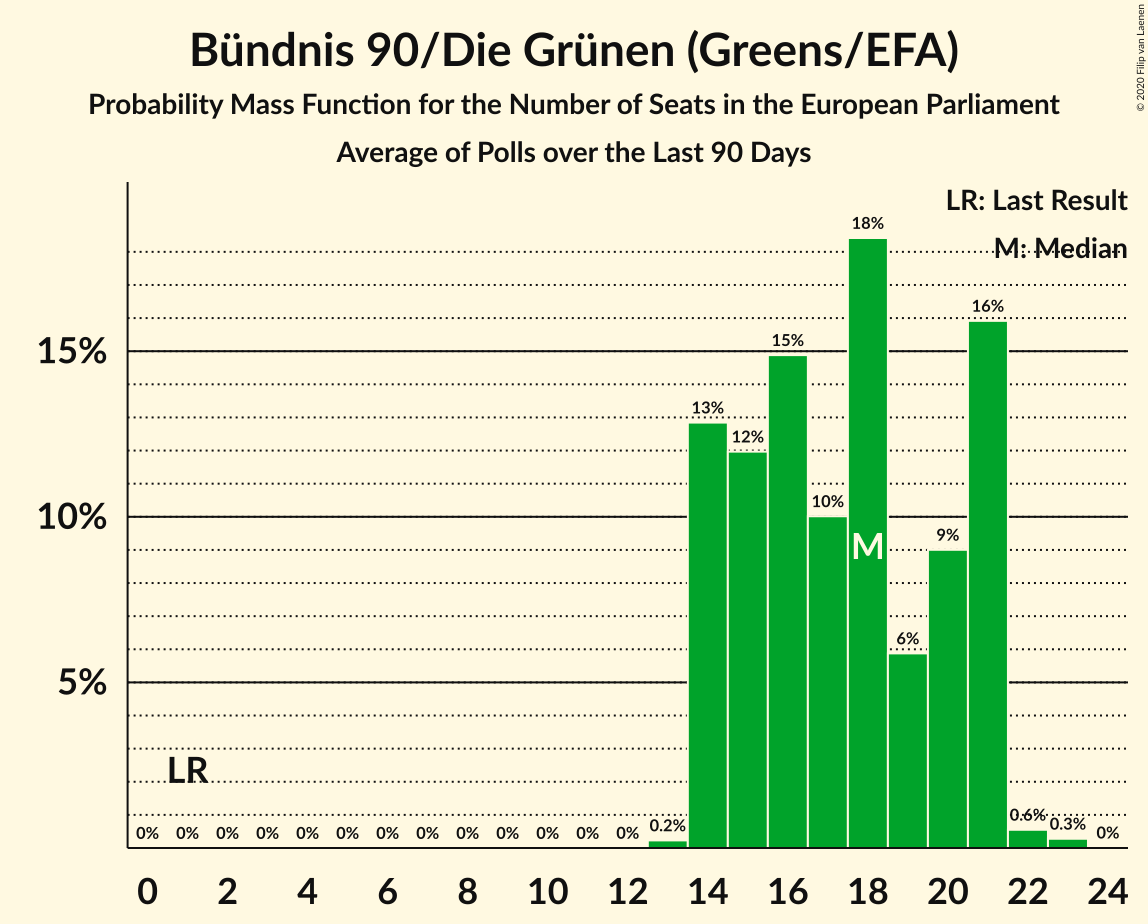 Bündnis 90/Die Grünen (Greens/EFA)
Probability Mass Function for the Number of Seats in the European Parliament
Average of Polls over the Last 90 Days
© 2020 Filip van Laenen
LR: Last Result
M: Median
18%
16%
15%
15%
13%
12%
10%
10%
9%
M
6%
5%
LR
0% 0% 0% 0% 0% 0% 0% 0% 0% 0% 0% 0% 0% 0.2% 0.6% 0.3% 0%
0 2 4 6 8 10 12 14 16 18 20 22 24